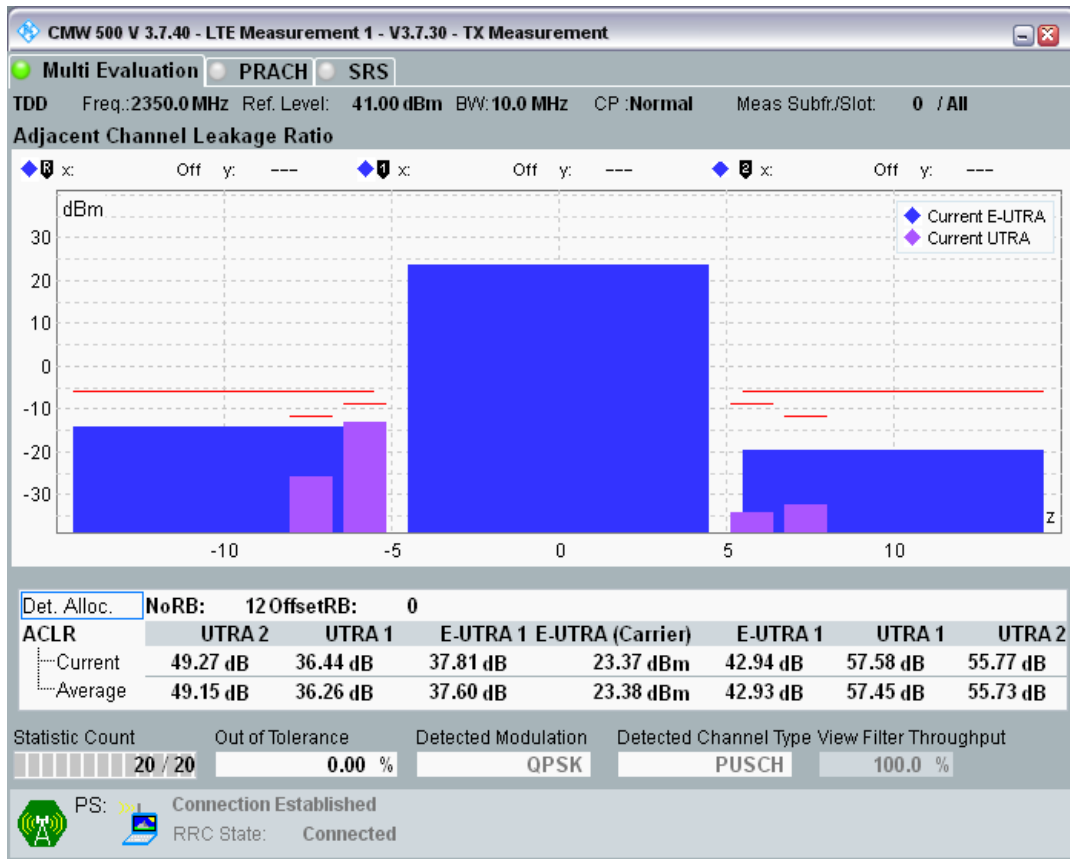 CMW 500 V 3.7.40 - LTE Measurement 1 - V3.7.30 - TX Measurement
Multi Evaluation PRACH SRS
TDD Freq.:2350.0 MHz Ref. Level: 41.00 dBm BW:10.0 MHz CP :Normal Meas Subfr./Slot: 0 / All
Adjacent Channel Leakage Ratio
R x: Off y: --- 1 x: Off y: --- 2 x: Off y: ---
dBm
Current E-UTRA
Current UTRA
30
20
10
0
-10
-20
-30
z
-10 -5 0 5 10
Det. Alloc. NoRB: 12 OffsetRB: 0
ACLR UTRA 2 UTRA 1 E-UTRA 1 E-UTRA (Carrier) E-UTRA 1 UTRA 1 UTRA 2
Current 49.27 dB 36.44 dB 37.81 dB 23.37 dBm 42.94 dB 57.58 dB 55.77 dB
Average 49.15 dB 36.26 dB 37.60 dB 23.38 dBm 42.93 dB 57.45 dB 55.73 dB
Statistic Count Out of Tolerance Detected Modulation Detected Channel Type View Filter Throughput
20 / 20 0.00 % QPSK PUSCH 100.0 %
PS: Connection Established
RRC State: Connected